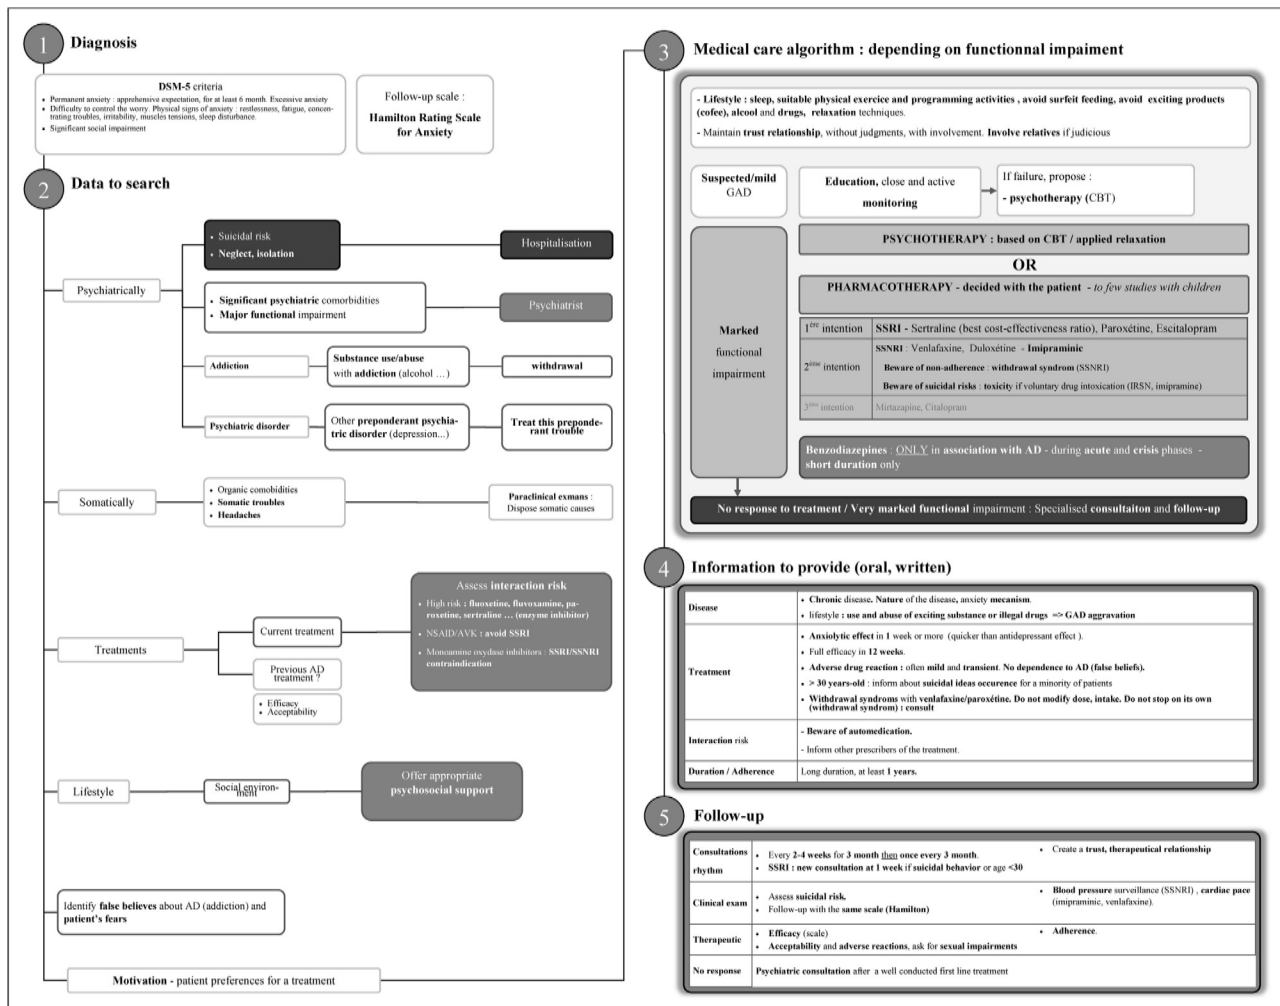 1 Diagnosis
DSM-5 criteria
• Permanent anxiety : apprehensive expectation, for at least 6 month. Excessive anxiety
• Difficulty to control the worry. Physical signs of anxiety : restlessness, fatigue, concen-
trating troubles, irritability, muscles tensions, sleep disturbance.
• Significant social impairment
Follow-up scale :
Hamilton Rating Scale
for Anxiety
2 Data to search
Psychiatrically
• Suicidal risk
• Neglect, isolation
Hospitalisation
• Significant psychiatric comorbidities
• Major functional impairment
Psychiatrist
Addiction
Substance use/abuse
with addiction (alcohol ...)
withdrawal
Psychiatric disorder
Other preponderant psychia-
tric disorder (depression...)
Treat this preponde-
rant trouble
Somatically
• Organic comobidities
• Somatic troubles
• Headaches
Paraclinical exmans :
Dispose somatic causes
Treatments
Current treatment
Previous AD
treatment ?
• Efficacy
• Acceptability
Assess interaction risk
• High risk : fluoxetine, fluvoxamine, pa-
roxetine, sertraline ... (enzyme inhibitor)
• NSAID/AVK : avoid SSRI
• Monoamine oxydase inhibitors : SSRI/SSNRI
contraindication
Lifestyle
Social environ-
ment
Offer appropriate
psychosocial support
Identify false believes about AD (addiction) and
patient's fears
Motivation - patient preferences for a treatment
3 Medical care algorithm : depending on functionnal impaiment
- Lifestyle : sleep, suitable physical exercice and programming activities , avoid surfeit feeding, avoid exciting products
(cofee), alcool and drugs, relaxation techniques.
- Maintain trust relationship, without judgments, with involvement. Involve relatives if judicious
Suspected/mild
GAD
Education, close and active
monitoring
If failure, propose :
- psychotherapy (CBT)
Marked
functional
impairment
PSYCHOTHERAPY : based on CBT / applied relaxation
OR
PHARMACOTHERAPY - decided with the patient - to few studies with children
1ère intention SSRI - Sertraline (best cost-effectiveness ratio), Paroxétine, Escitalopram
2ème intention
SSNRI : Venlafaxine, Duloxétine - Imipraminic
Beware of non-adherence : withdrawal syndrom (SSNRI)
Beware of suicidal risks : toxicity if voluntary drug intoxication (IRSN, imipramine)
3ème intention Mirtazapine, Citalopram
Benzodiazepines : ONLY in association with AD - during acute and crisis phases -
short duration only
No response to treatment / Very marked functional impairment : Specialised consultaiton and follow-up
4 Information to provide (oral, written)
Disease
• Chronic disease. Nature of the disease, anxiety mecanism.
• lifestyle : use and abuse of exciting substance or illegal drugs => GAD aggravation
Treatment
• Anxiolytic effect in 1 week or more (quicker than antidepressant effect ).
• Full efficacy in 12 weeks.
• Adverse drug reaction : often mild and transient. No dependence to AD (false beliefs).
• > 30 years-old : inform about suicidal ideas occurence for a minority of patients
• Withdrawal syndroms with venlafaxine/paroxétine. Do not modify dose, intake. Do not stop on its own
(withdrawal syndrom) : consult
Interaction risk
- Beware of automedication.
- Inform other prescribers of the treatment.
Duration / Adherence Long duration, at least 1 years.
5 Follow-up
Consultations
rhythm
• Every 2-4 weeks for 3 month then once every 3 month.
• SSRI : new consultation at 1 week if suicidal behavior or age <30
• Create a trust, therapeutical relationship
Clinical exam
• Assess suicidal risk.
• Follow-up with the same scale (Hamilton)
• Blood pressure surveillance (SSNRI) , cardiac pace
(imipraminic, venlafaxine).
Therapeutic
• Efficacy (scale)
• Acceptability and adverse reactions, ask for sexual impairments
• Adherence.
No response Psychiatric consultation after a well conducted first line treatment